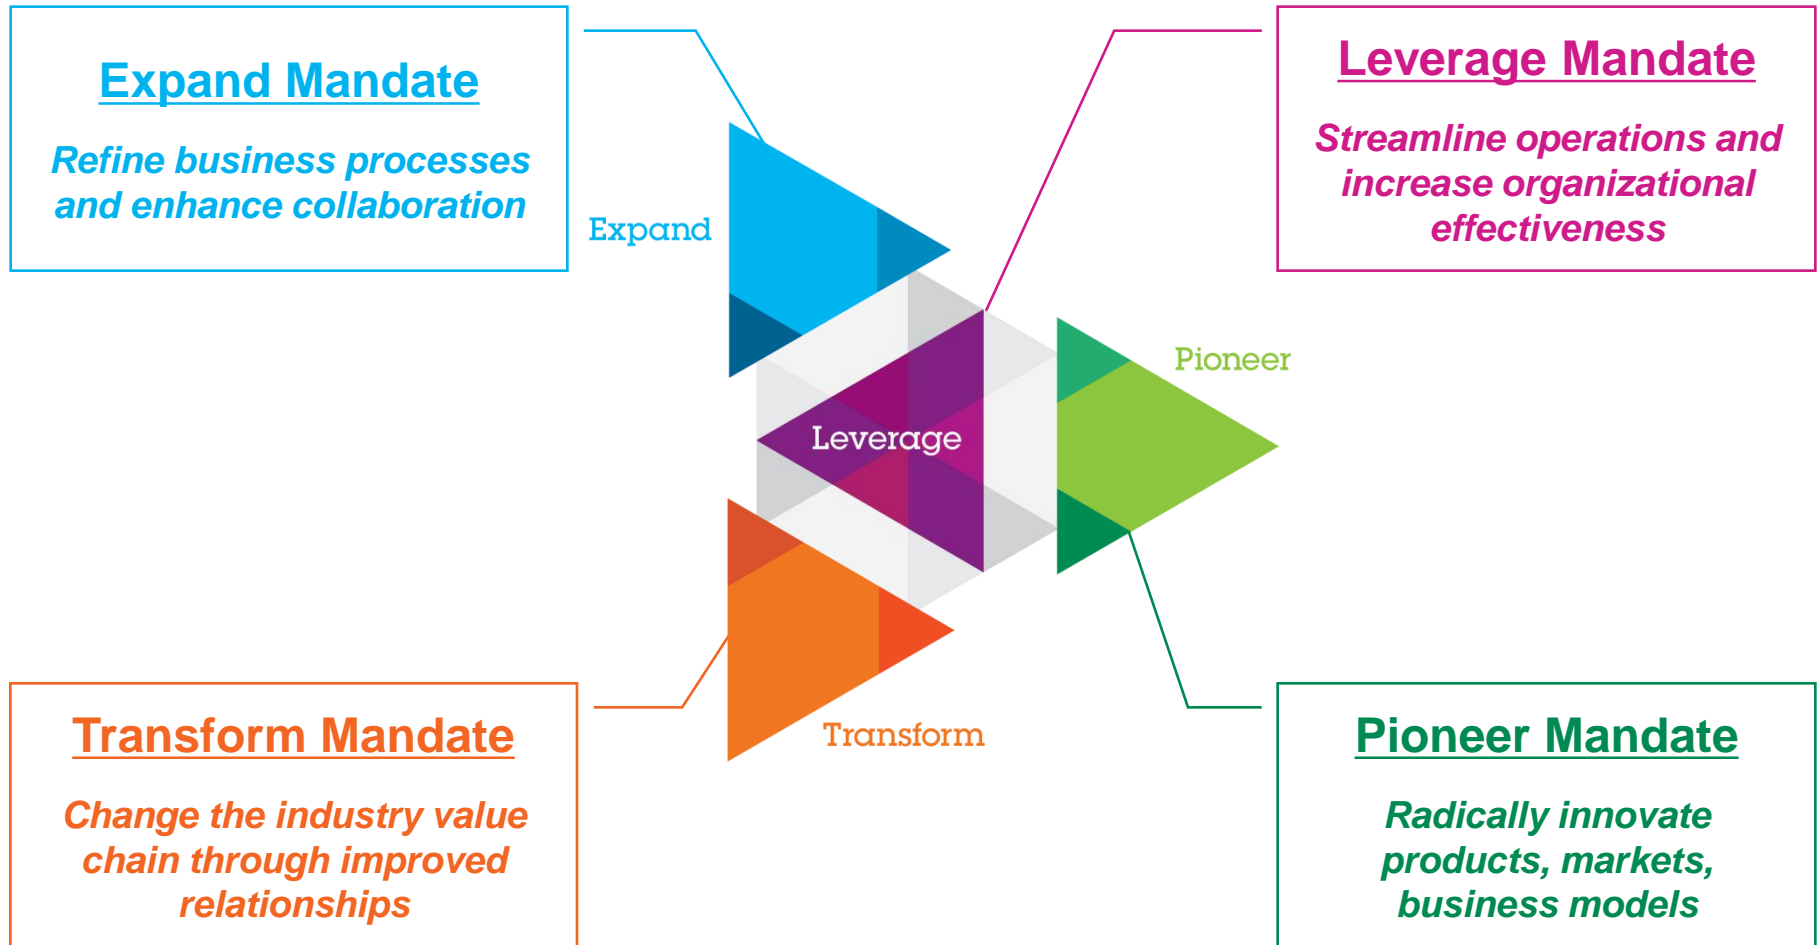 Expand Mandate
Refine business processes
and enhance collaboration
Leverage Mandate
Streamline operations and
increase organizational
effectiveness
Expand
Pioneer
Leverage
Transform
Transform Mandate
Change the industry value
chain through improved
relationships
Pioneer Mandate
Radically innovate
products, markets,
business models